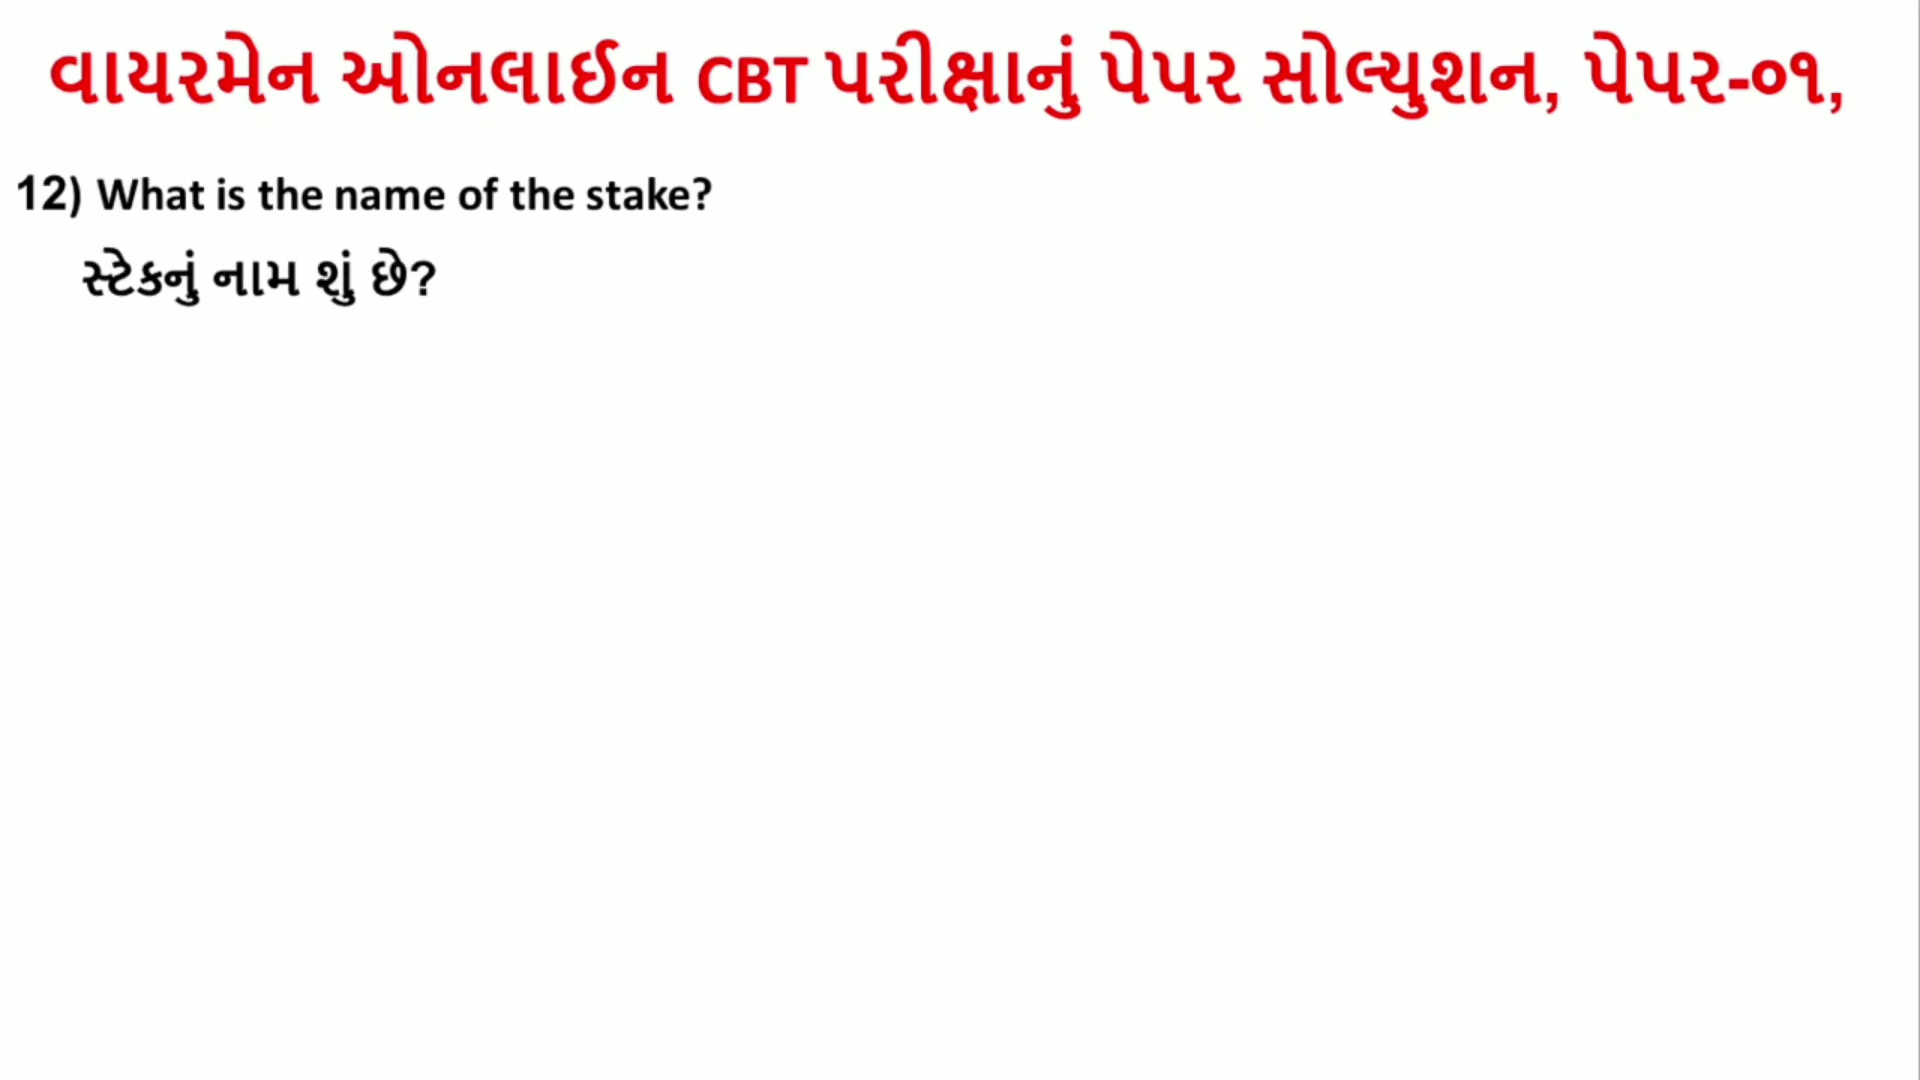 વાયરમેન ઓનલાઈન CBT પરીક્ષાનું પેપર સોલ્યુશન, પેપર-૦૧,
12) What is the name of the stake?
સ્ટેકનું નામ શું છે?